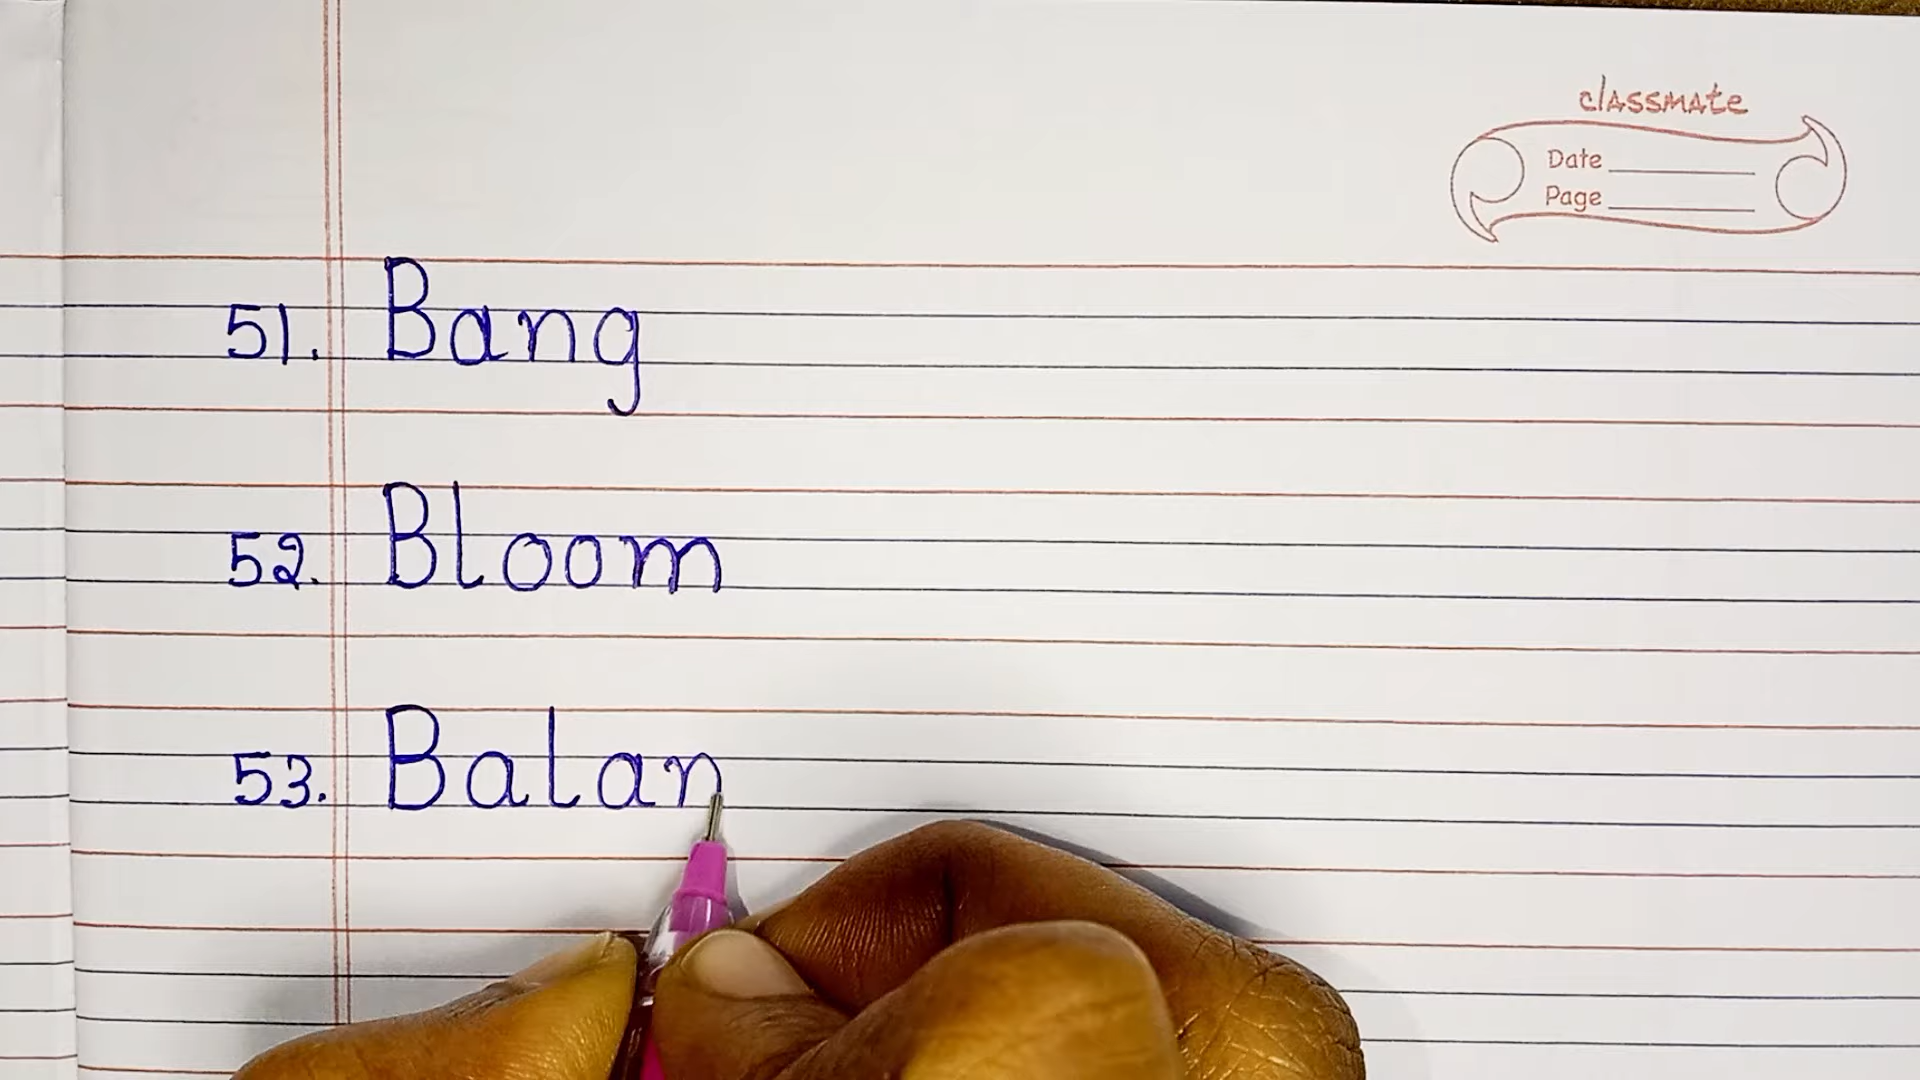 classmate
Date
Page
51. Bang
52. Bloom
53. Balan